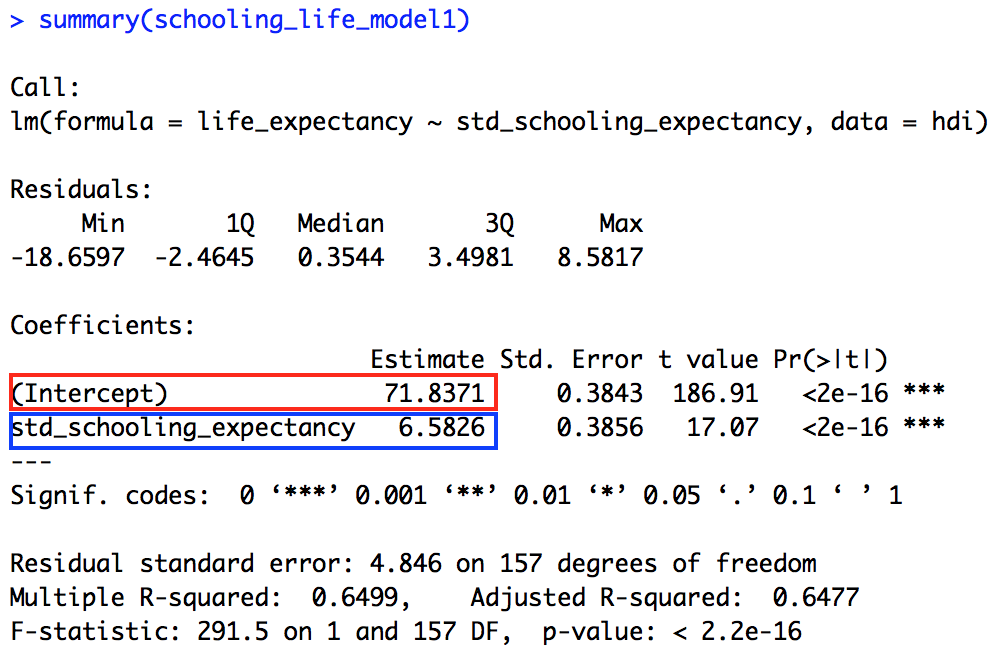 > summary(schooling_life_model1)
Call:
lm(formula = life_expectancy ~ std_schooling_expectancy, data = hdi)
Residuals:
     Min       1Q   Median       3Q      Max
-18.6597  -2.4645   0.3544   3.4981   8.5817
Coefficients:
                         Estimate Std. Error t value Pr(>|t|)
(Intercept)               71.8371     0.3843  186.91   <2e-16 ***
std_schooling_expectancy   6.5826     0.3856   17.07   <2e-16 ***
---
Signif. codes:  0 ‘***’ 0.001 ‘**’ 0.01 ‘*’ 0.05 ‘.’ 0.1 ‘ ’ 1
Residual standard error: 4.846 on 157 degrees of freedom
Multiple R-squared:  0.6499,    Adjusted R-squared:  0.6477
F-statistic: 291.5 on 1 and 157 DF,  p-value: < 2.2e-16